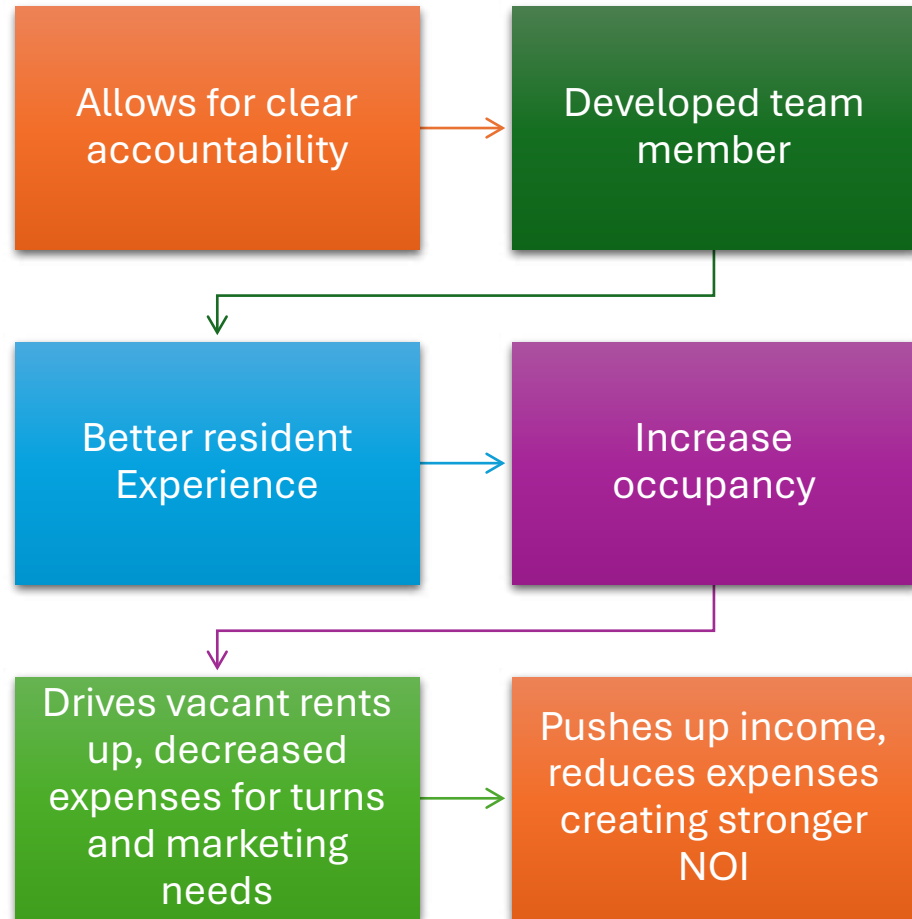 Allows for clear
accountability
Developed team
member
Better resident
Experience
Increase
occupancy
Drives vacant rents
up, decreased
expenses for turns
and marketing
needs
Pushes up income,
reduces expenses
creating stronger
NOI